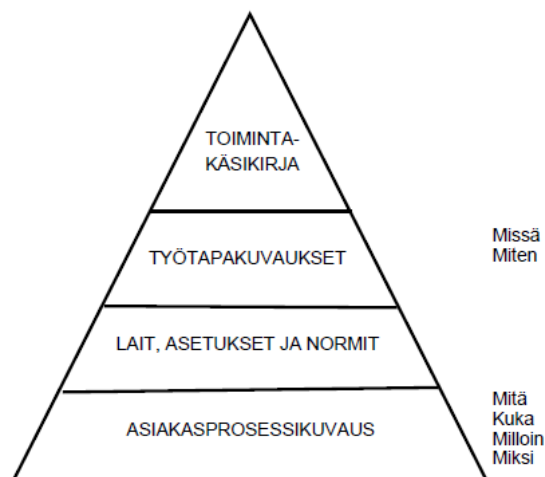 TOIMINTA-
KÄSIKIRJA
TYÖTAPAKUVAUKSET
Missä
Miten
LAIT, ASETUKSET JA NORMIT
ASIAKASPROSESSIKUVAUS
Mitä
Kuka
Milloin
Miksi